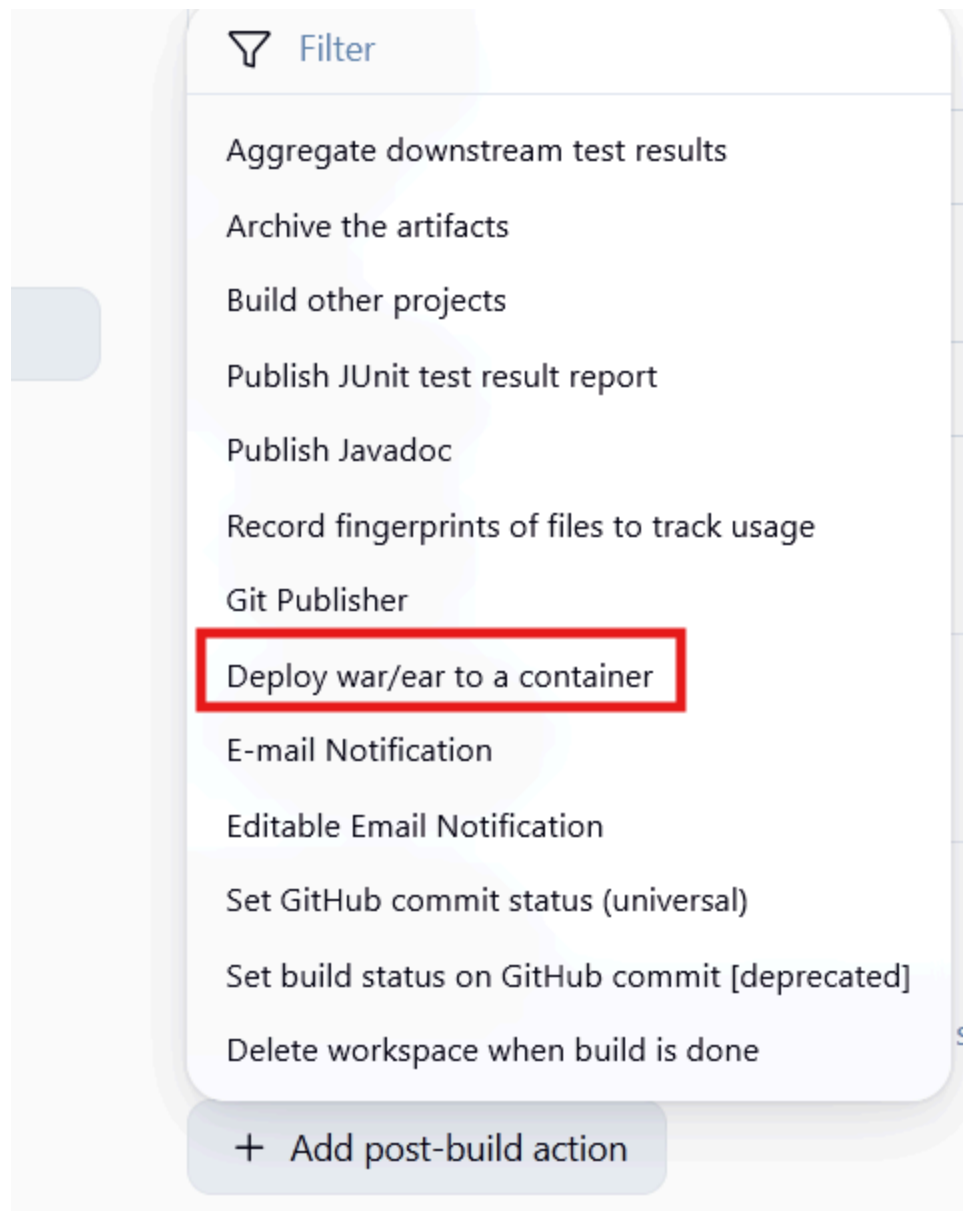 Filter
Aggregate downstream test results
Archive the artifacts
Build other projects
Publish JUnit test result report
Publish Javadoc
Record fingerprints of files to track usage
Git Publisher
Deploy war/ear to a container
E-mail Notification
Editable Email Notification
Set GitHub commit status (universal)
Set build status on GitHub commit [deprecated]
Delete workspace when build is done
+ Add post-build action